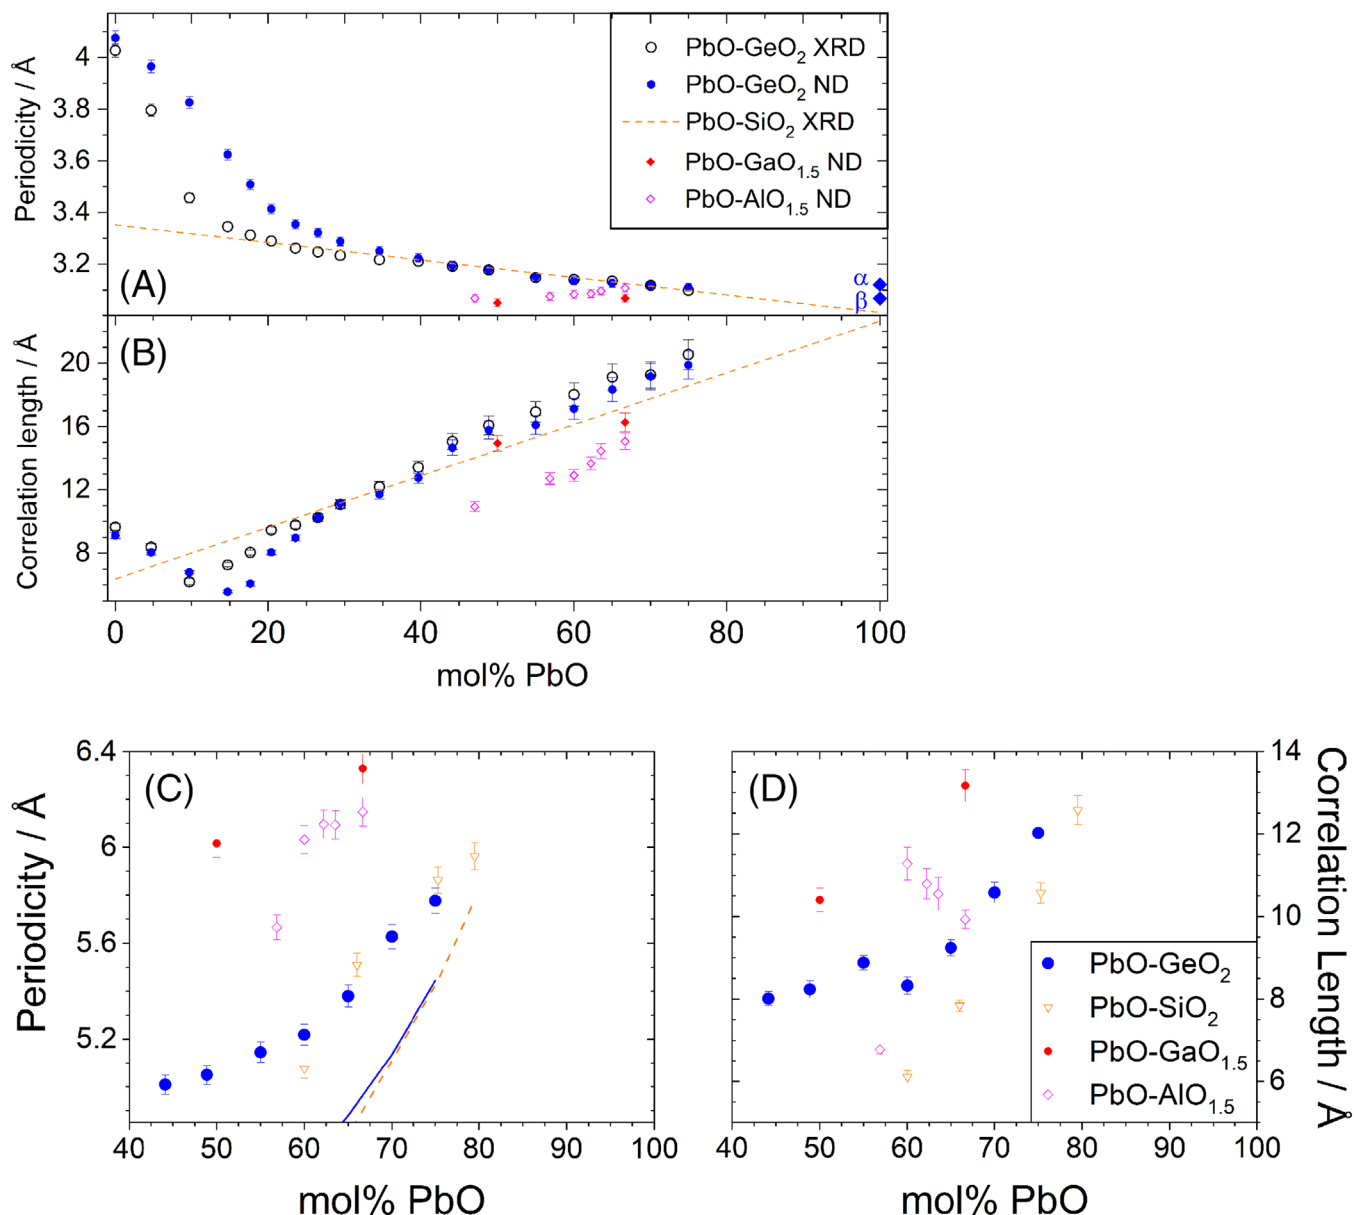 (A)
Periodicity / Å
4
3.8
3.6
3.4
3.2
PbO-GeO₂ XRD
PbO-GeO₂ ND
PbO-SiO₂ XRD
PbO-GaO₁.₅ ND
PbO-AlO₁.₅ ND
α
β
(B)
Correlation length / Å
20
16
12
8
0 20 40 60 80 100
mol% PbO
(C)
Periodicity / Å
6.4
6
5.6
5.2
40 50 60 70 80 90 100
mol% PbO
(D)
14
12
10
8
6
Correlation Length / Å
PbO-GeO₂
PbO-SiO₂
PbO-GaO₁.₅
PbO-AlO₁.₅
40 50 60 70 80 90 100
mol% PbO